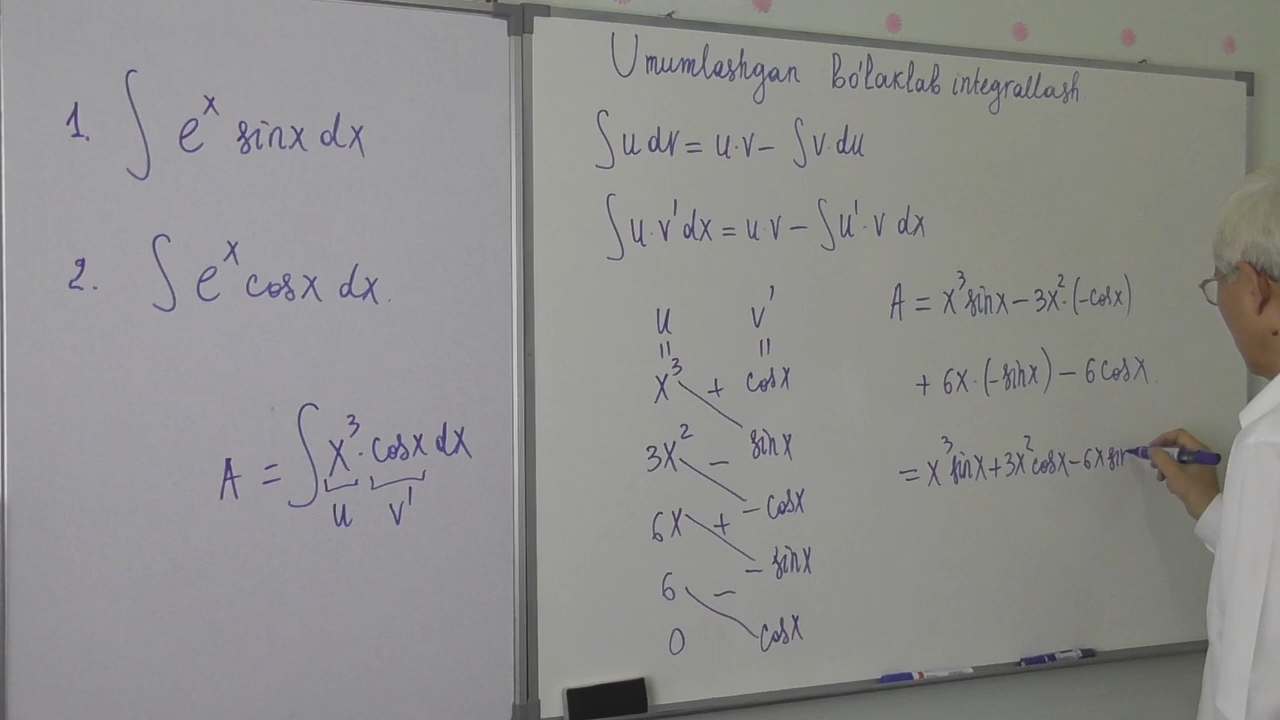 1. ∫ eˣ sinx dx
2. ∫ eˣ cosx dx.
A = ∫ x³ · cosx dx
u v'
Umumlashgan Bo'laklab integrallash.
∫ u dv = u·v − ∫ v·du
∫ u·v'dx = u·v − ∫ u'·v dx
u v'
= =
x³ + cosx
3x² − sinx
6x + −cosx
6 − −sinx
0 cosx
A = x³sinx − 3x²·(−cosx)
+ 6x·(−sinx) − 6cosx
= x³sinx + 3x²cosx − 6x sin